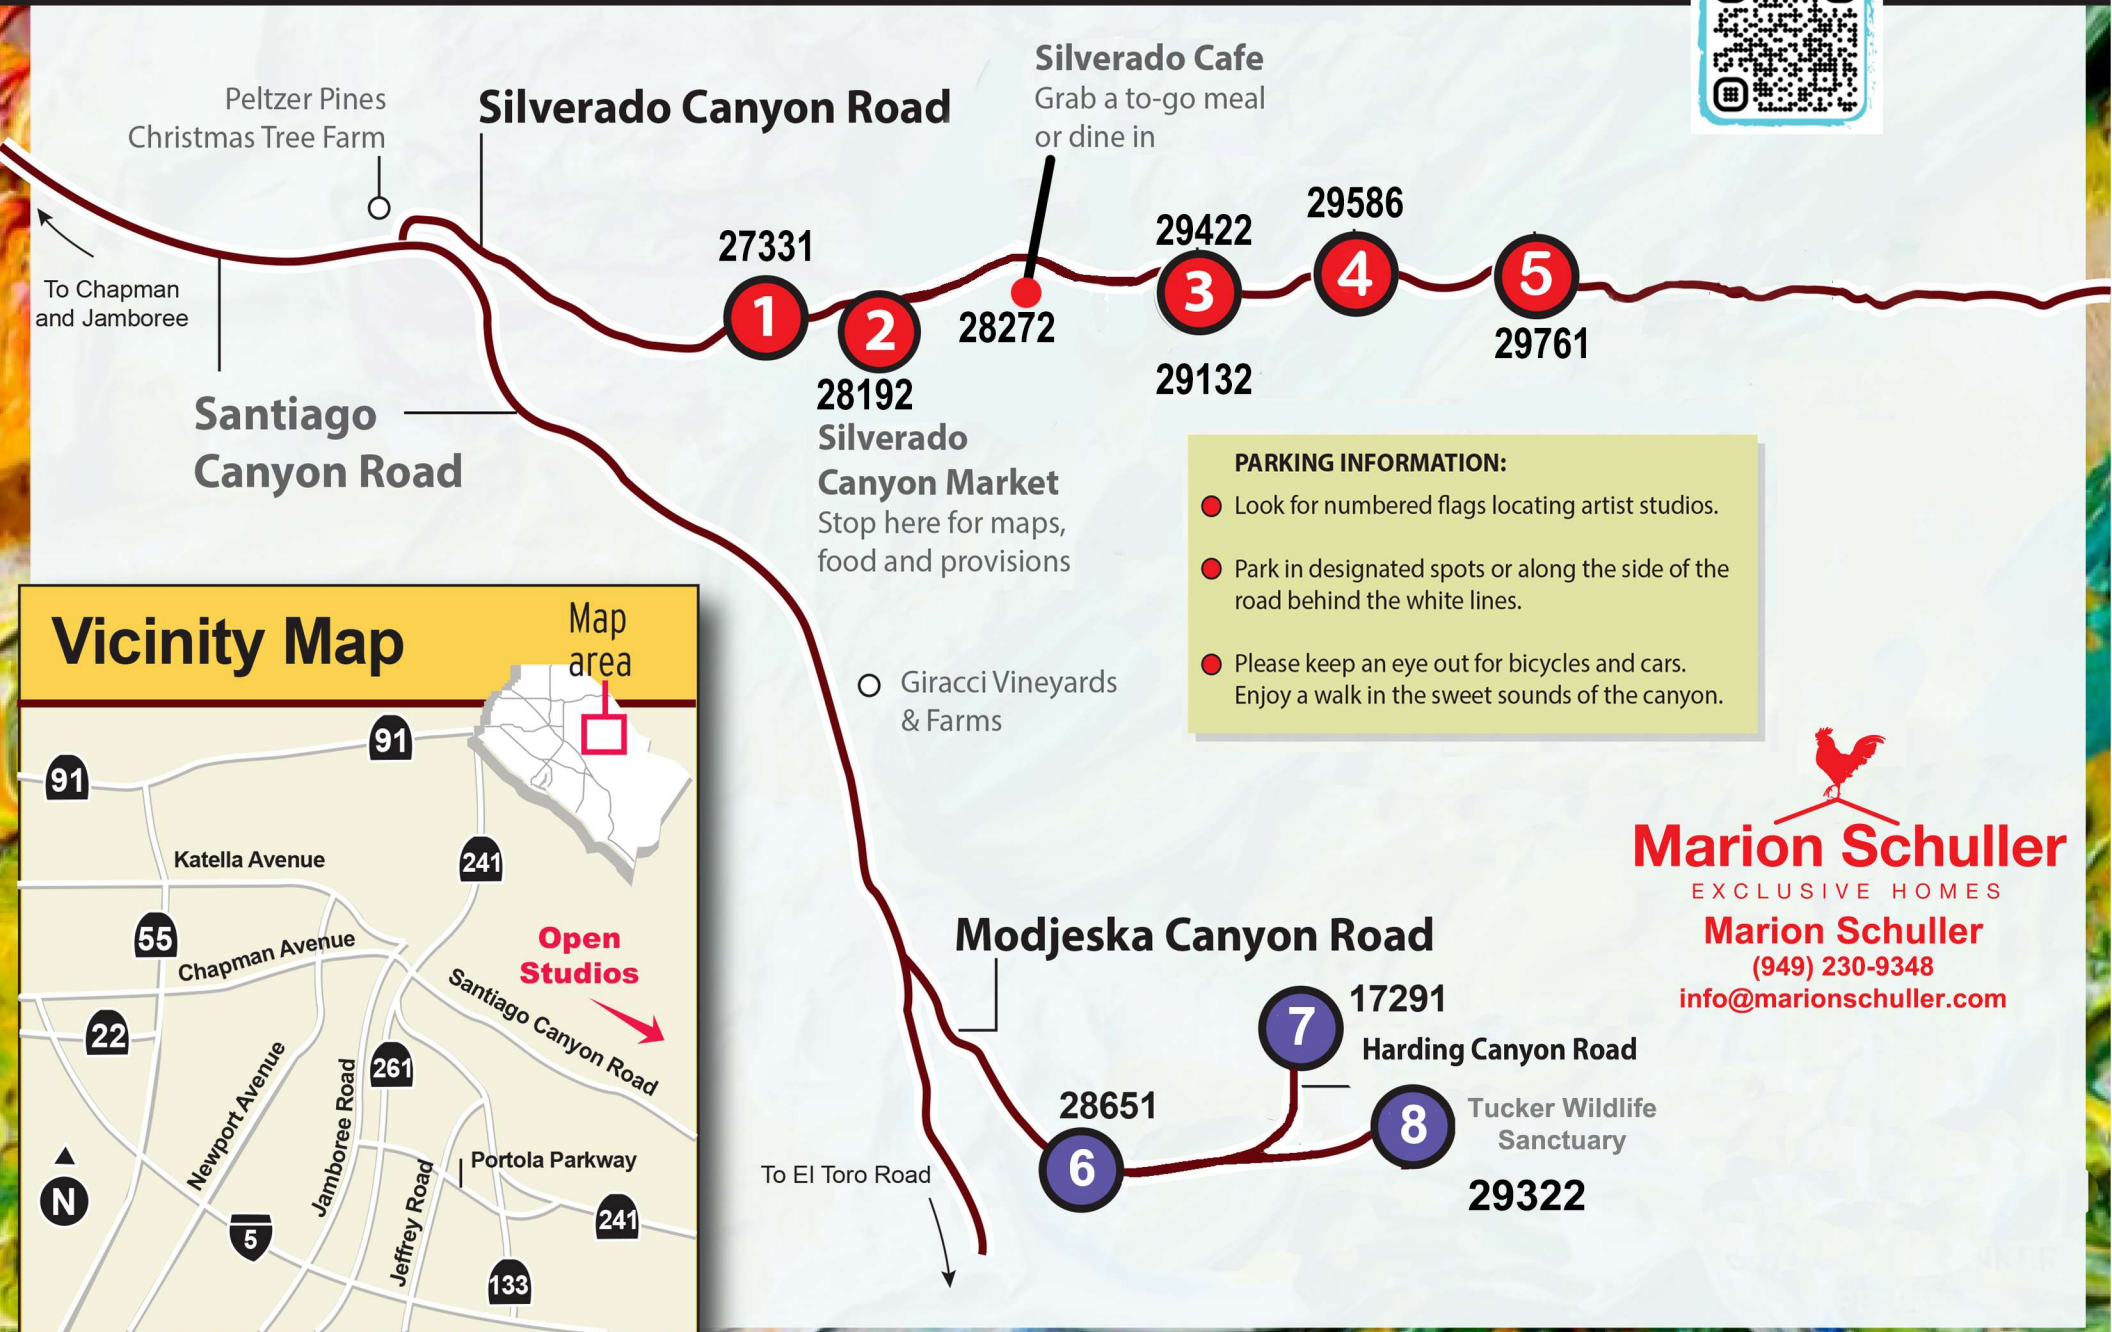 Peltzer Pines
Christmas Tree Farm
Silverado Canyon Road
Silverado Cafe
Grab a to-go meal
or dine in
To Chapman
and Jamboree
Santiago
Canyon Road
27331
1
2
28192
Silverado
Canyon Market
Stop here for maps,
food and provisions
28272
29422
3
29132
29586
4
5
29761
PARKING INFORMATION:
Look for numbered flags locating artist studios.
Park in designated spots or along the side of the
road behind the white lines.
Please keep an eye out for bicycles and cars.
Enjoy a walk in the sweet sounds of the canyon.
Giracci Vineyards
& Farms
Marion Schuller
EXCLUSIVE HOMES
Marion Schuller
(949) 230-9348
info@marionschuller.com
Modjeska Canyon Road
7
17291
Harding Canyon Road
28651
6
8
Tucker Wildlife
Sanctuary
29322
To El Toro Road
Vicinity Map
Map
area
91
91
241
Katella Avenue
55
Chapman Avenue
Open
Studios
Santiago Canyon Road
22
261
Newport Avenue
Jamboree Road
Jeffrey Road
Portola Parkway
N
5
241
133